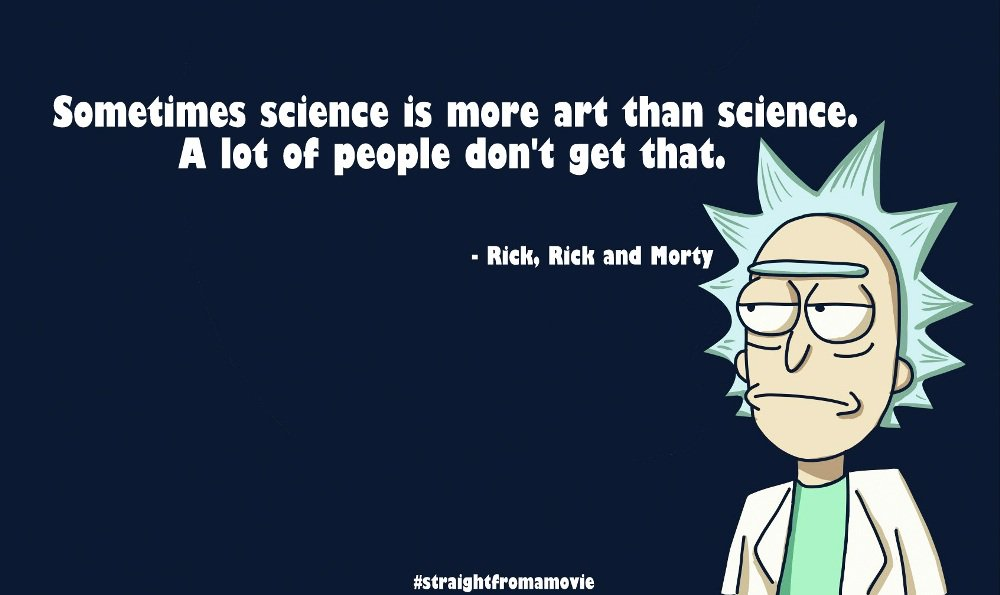 Sometimes science is more art than science.
A lot of people don't get that.
- Rick, Rick and Morty
#straightfromamovie